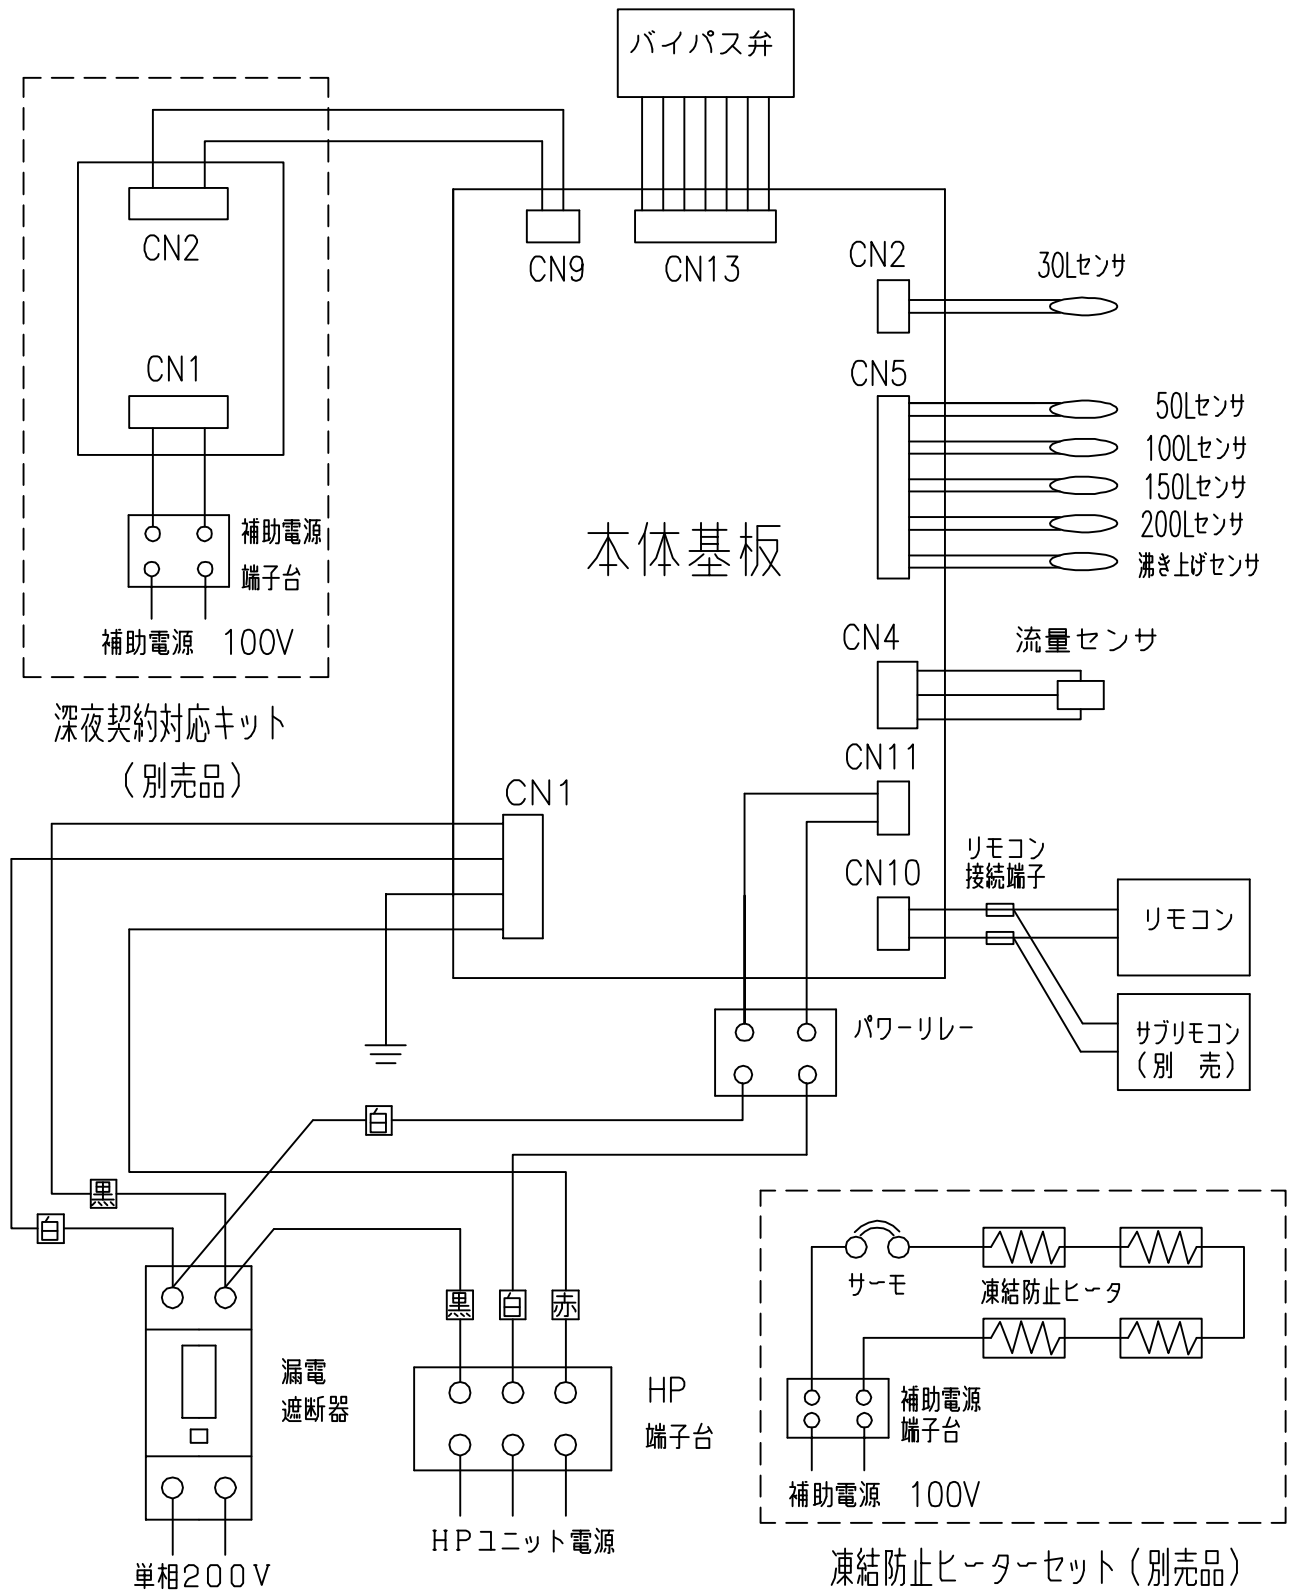 バイパス弁
CN2
CN9
CN13
CN2
30Lセンサ
CN1
CN5
50Lセンサ
100Lセンサ
150Lセンサ
200Lセンサ
沸き上げセンサ
本体基板
補助電源
端子台
補助電源 100V
深夜契約対応キット
(別売品)
CN4
流量センサ
CN11
CN1
CN10
リモコン
接続端子
リモコン
サブリモコン
(別 売)
パワーリレー
白
黒
白
黒
白
赤
漏電
遮断器
HP
端子台
HPユニット電源
単相200V
サーモ
凍結防止ヒータ
補助電源
端子台
補助電源 100V
凍結防止ヒーターセット(別売品)